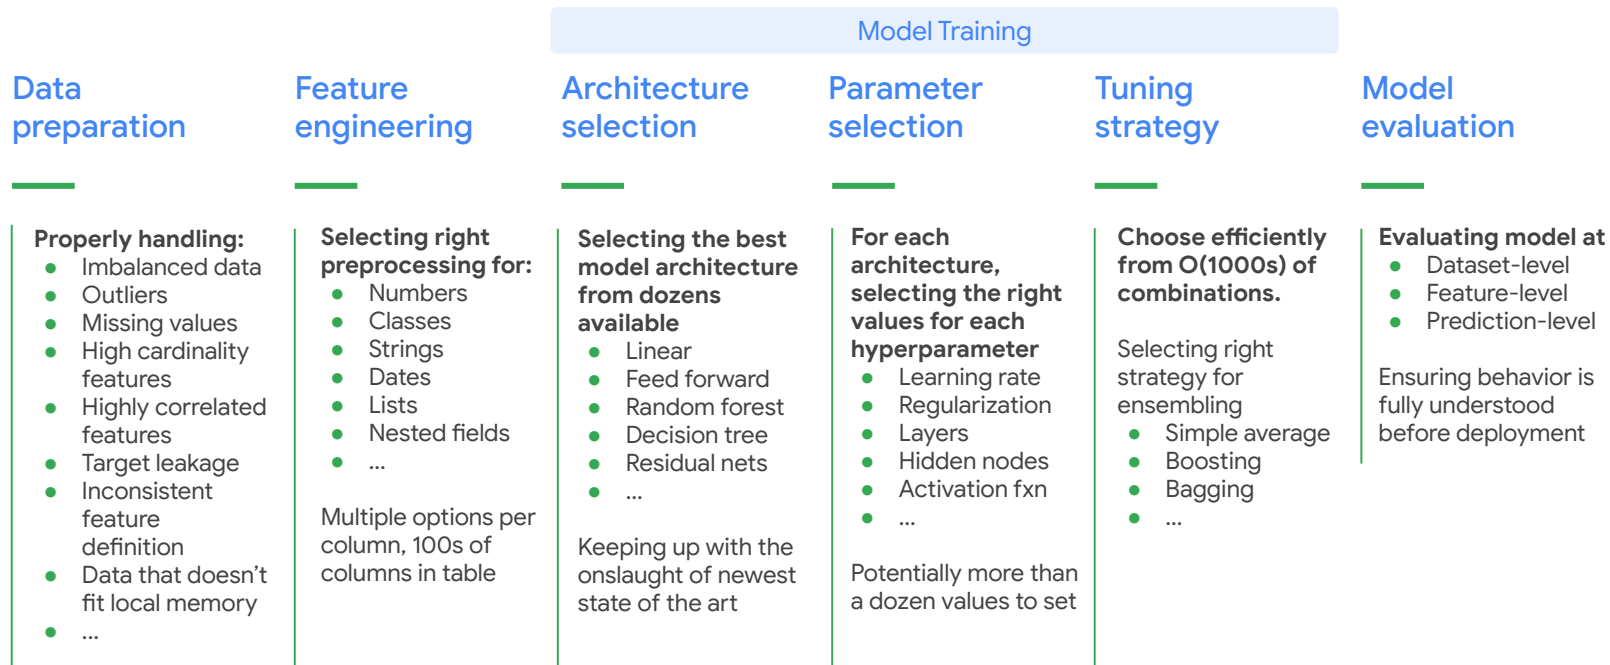 Model Training
Data
preparation
Properly handling:
● Imbalanced data
● Outliers
● Missing values
● High cardinality
features
● Highly correlated
features
● Target leakage
● Inconsistent
feature
definition
● Data that doesn't
fit local memory
● ...
Feature
engineering
Selecting right
preprocessing for:
● Numbers
● Classes
● Strings
● Dates
● Lists
● Nested fields
● ...
Multiple options per
column, 100s of
columns in table
Architecture
selection
Selecting the best
model architecture
from dozens
available
● Linear
● Feed forward
● Random forest
● Decision tree
● Residual nets
● ...
Keeping up with the
onslaught of newest
state of the art
Parameter
selection
For each
architecture,
selecting the right
values for each
hyperparameter
● Learning rate
● Regularization
● Layers
● Hidden nodes
● Activation fxn
● ...
Potentially more than
a dozen values to set
Tuning
strategy
Choose efficiently
from O(1000s) of
combinations.
Selecting right
strategy for
ensembling
● Simple average
● Boosting
● Bagging
● ...
Model
evaluation
Evaluating model at
● Dataset-level
● Feature-level
● Prediction-level
Ensuring behavior is
fully understood
before deployment